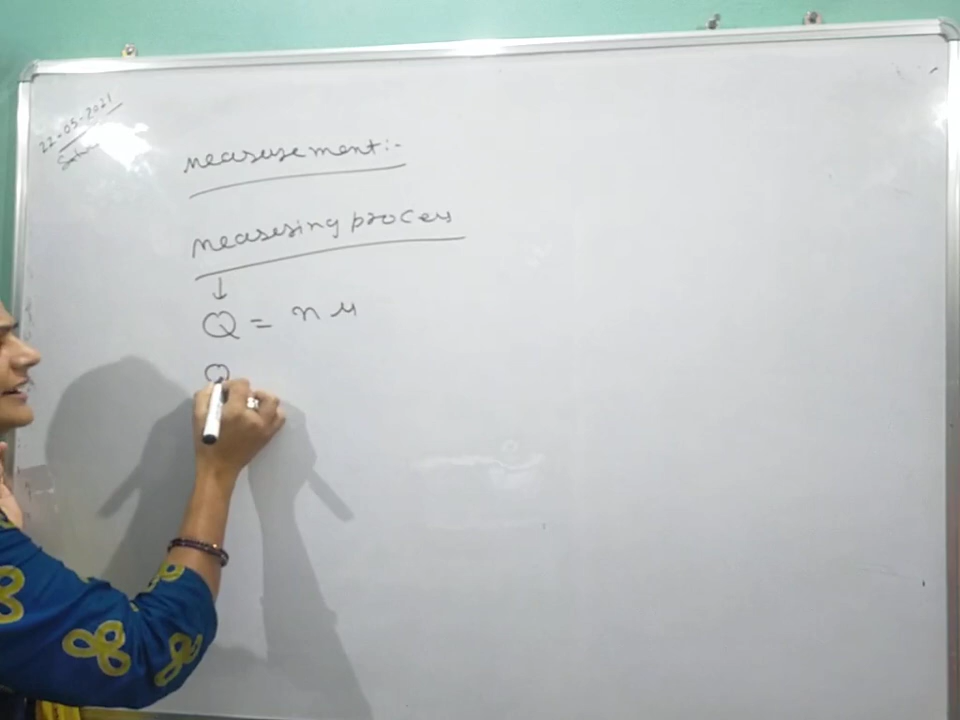 22-05-2021
measurement:-
measuring process
↓
Q = n u
Q